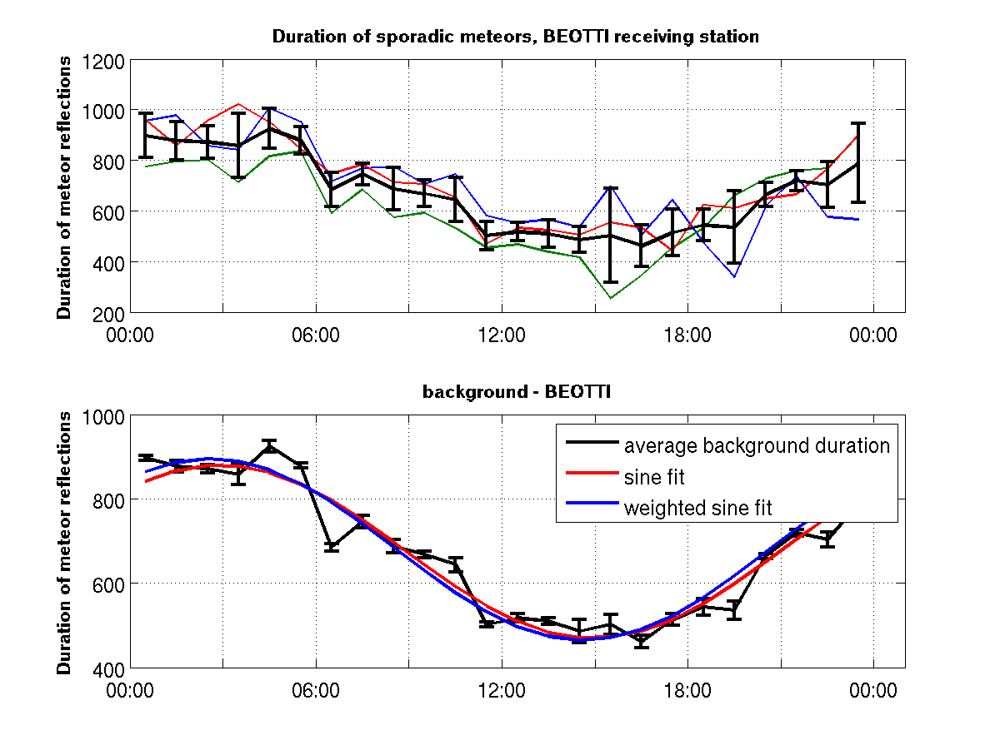 Duration of sporadic meteors, BEOTTI receiving station
Duration of meteor reflections
1200
1000
800
600
400
200
00:00 06:00 12:00 18:00 00:00
background - BEOTTI
Duration of meteor reflections
1000
800
600
400
average background duration
sine fit
weighted sine fit
00:00 06:00 12:00 18:00 00:00